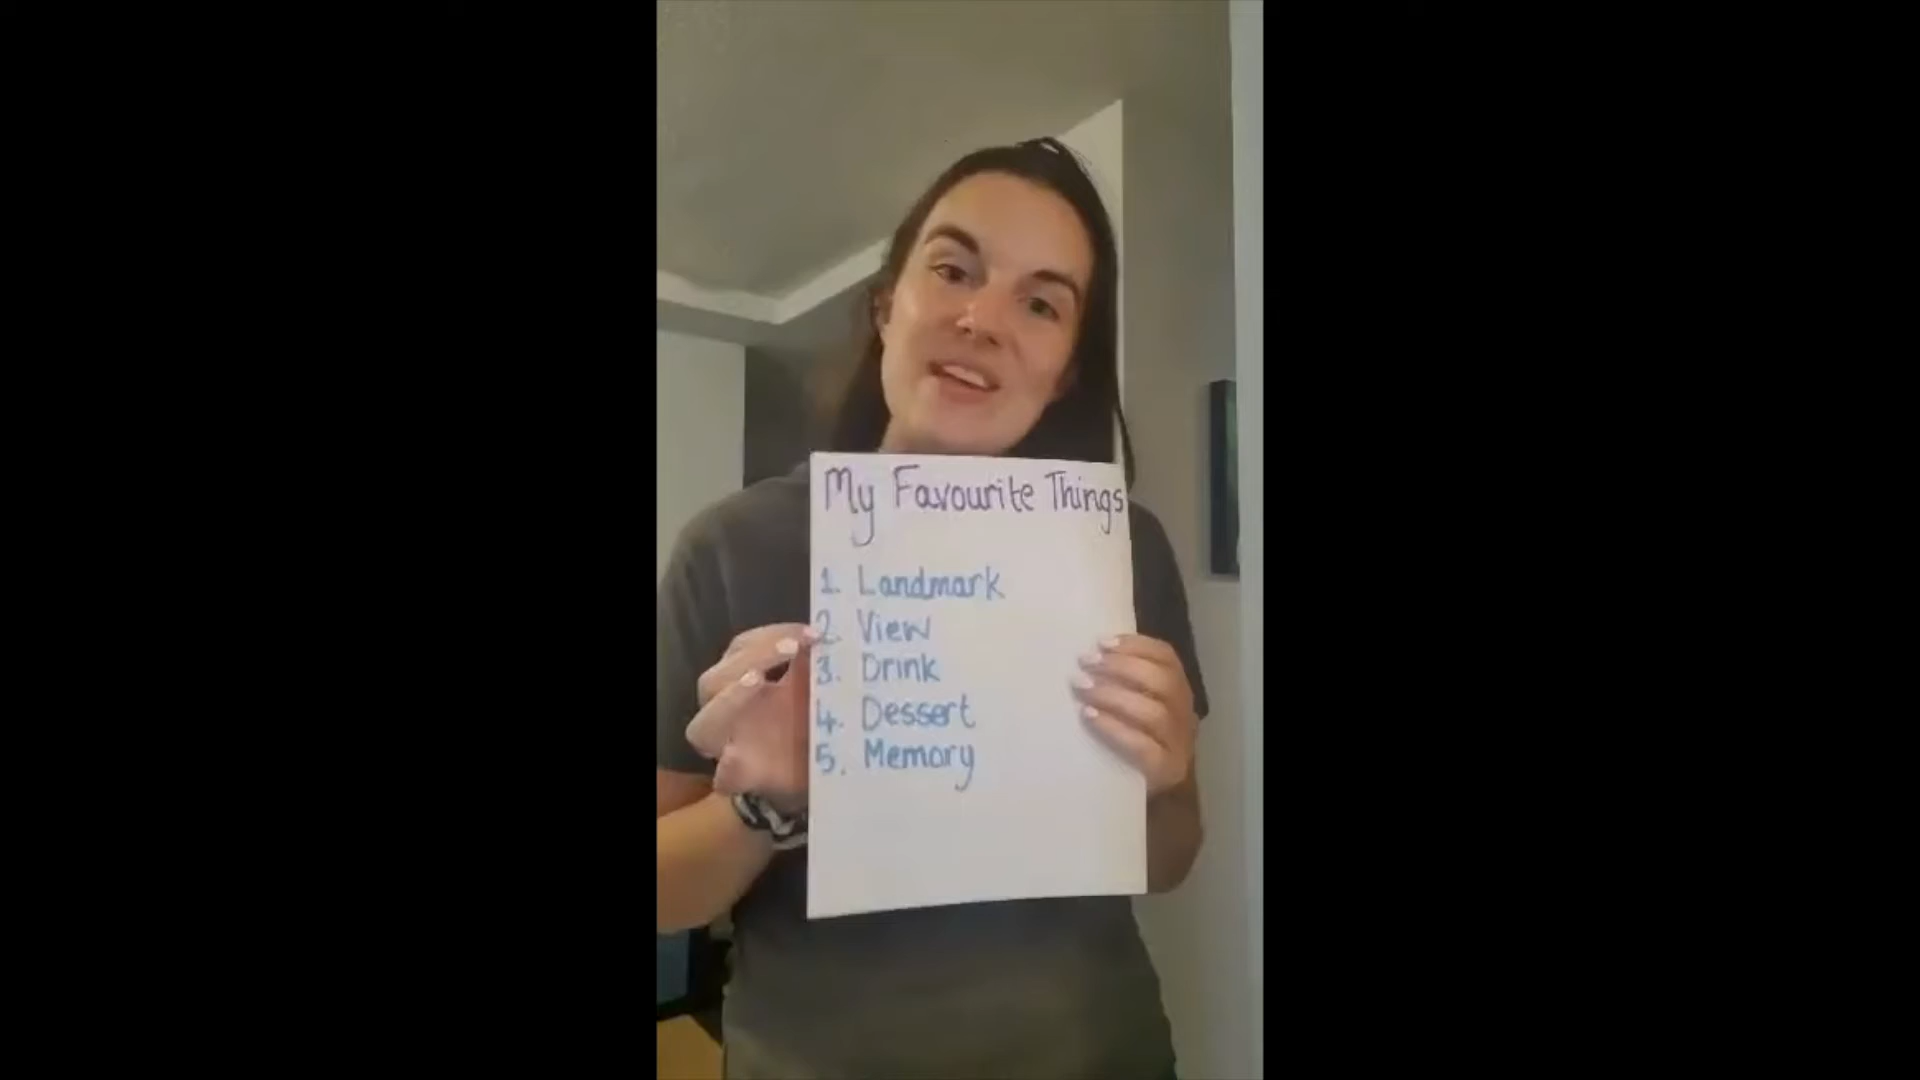 My Favourite Things
1. Landmark
2. View
3. Drink
4. Dessert
5. Memory